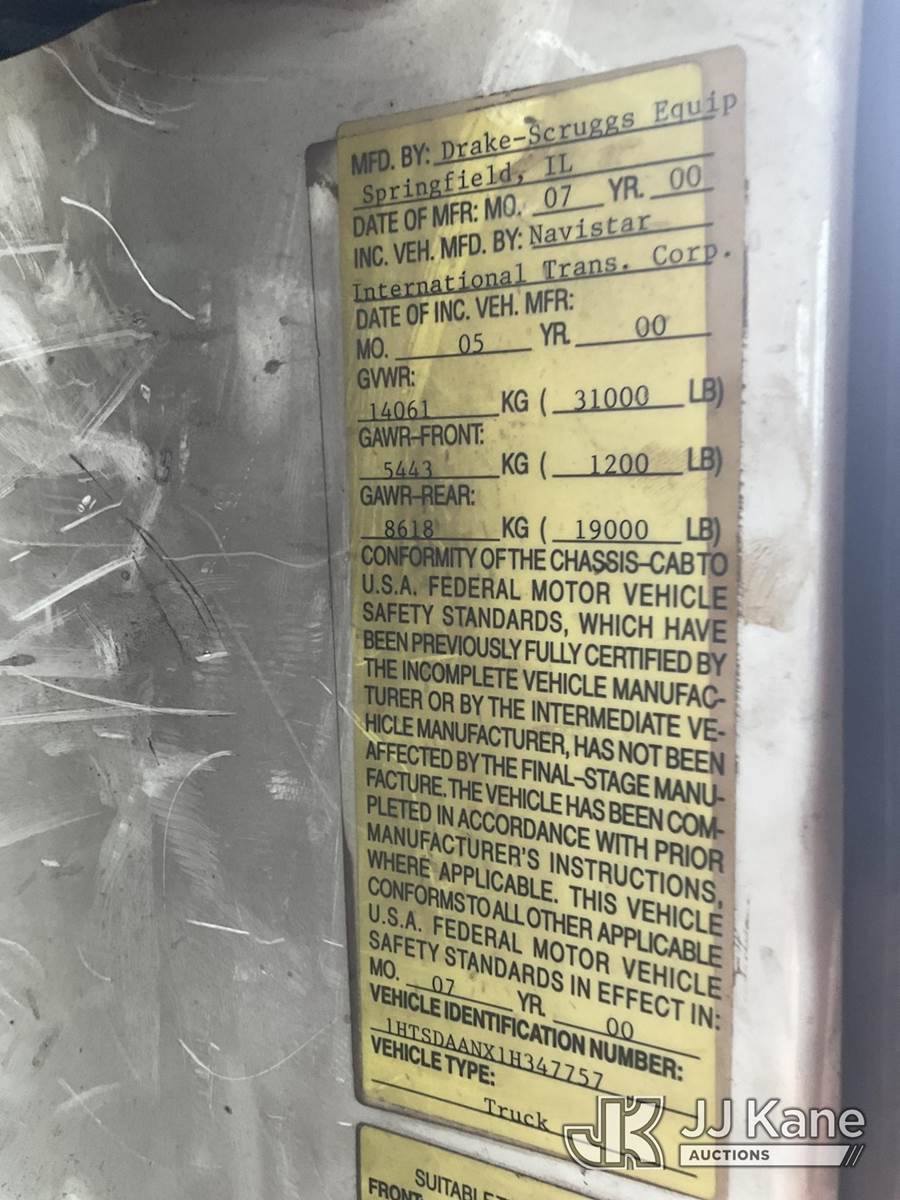 MFD. BY: Drake-Scruggs Equip
Springfield, IL
DATE OF MFR: MO. 07 YR. 00
INC. VEH. MFD. BY: Navistar
International Trans. Corp.
DATE OF INC. VEH. MFR:
MO. 05 YR. 00
GVWR:
14061 KG ( 31000 LB)
GAWR-FRONT:
5443 KG ( 1200 LB)
GAWR-REAR:
8618 KG ( 19000 LB)
CONFORMITY OF THE CHASSIS-CAB TO
U.S.A. FEDERAL MOTOR VEHICLE
SAFETY STANDARDS, WHICH HAVE
BEEN PREVIOUSLY FULLY CERTIFIED BY
THE INCOMPLETE VEHICLE MANUFAC-
TURER OR BY THE INTERMEDIATE VE-
HICLE MANUFACTURER, HAS NOT BEEN
AFFECTED BY THE FINAL-STAGE MANU-
FACTURE. THE VEHICLE HAS BEEN COM-
PLETED IN ACCORDANCE WITH PRIOR
MANUFACTURER'S INSTRUCTIONS,
WHERE APPLICABLE. THIS VEHICLE
CONFORMS TO ALL OTHER APPLICABLE
U.S.A. FEDERAL MOTOR VEHICLE
SAFETY STANDARDS IN EFFECT IN:
MO. 07 YR. 00
VEHICLE IDENTIFICATION NUMBER:
1HTSDAANX1H347757
VEHICLE TYPE:
Truck
JK JJ Kane
AUCTIONS
FRONT